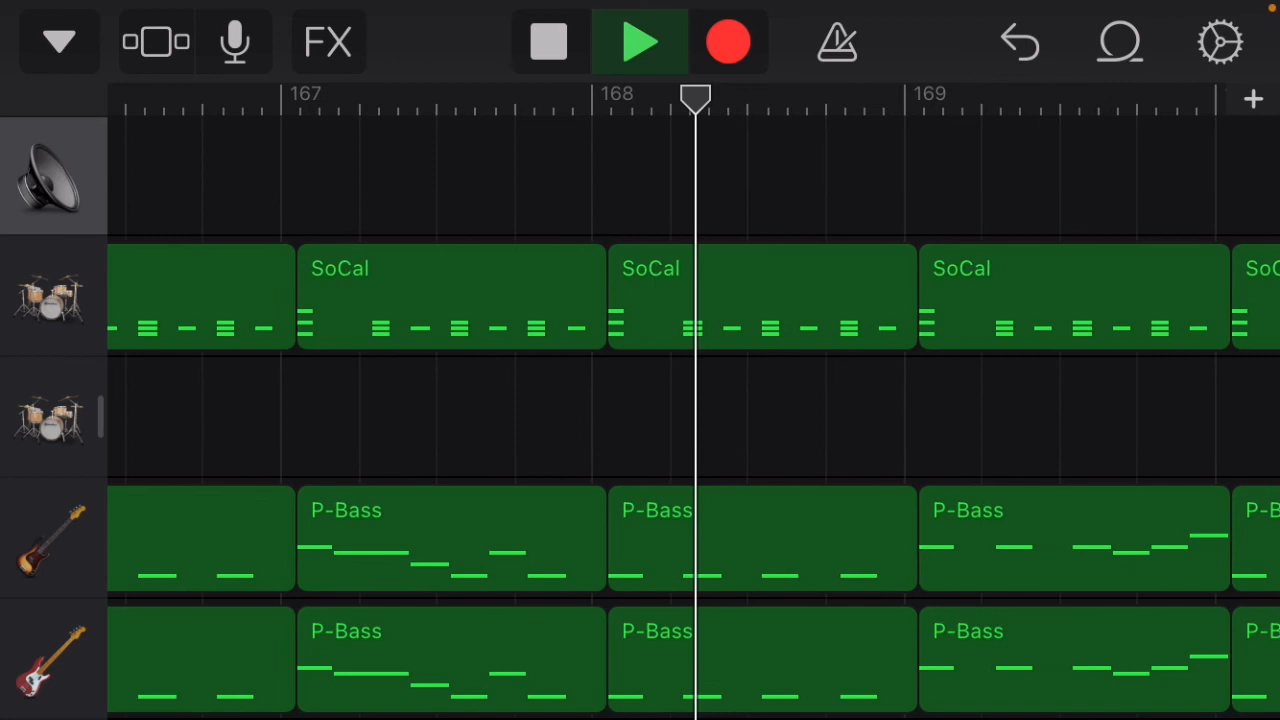 FX
167 168 169
SoCal SoCal SoCal SoC
P-Bass P-Bass P-Bass P-B
P-Bass P-Bass P-Bass P-B